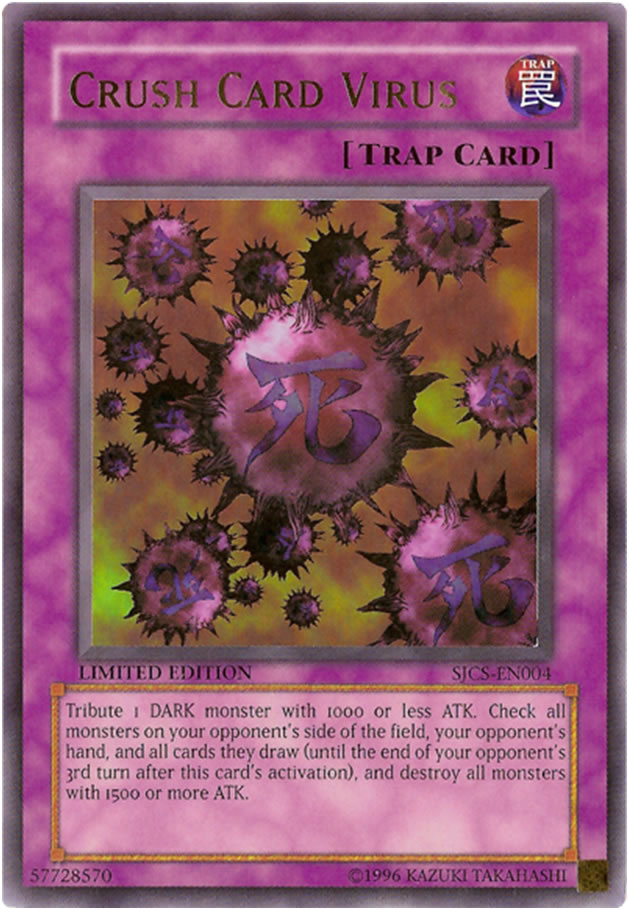 CRUSH CARD VIRUS
TRAP
罠
[TRAP CARD]
死
死
死
LIMITED EDITION
SJCS-EN004
Tribute 1 DARK monster with 1000 or less ATK. Check all
monsters on your opponent's side of the field, your opponent's
hand, and all cards they draw (until the end of your opponent's
3rd turn after this card's activation), and destroy all monsters
with 1500 or more ATK.
57728570
©1996 KAZUKI TAKAHASHI